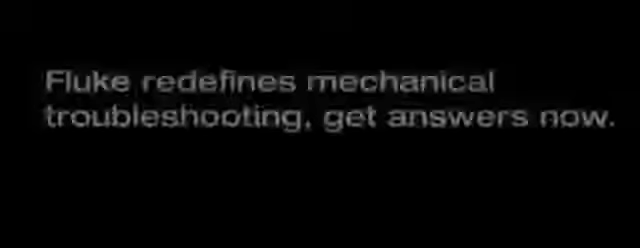 Fluke redefines mechanical
troubleshooting, get answers now.